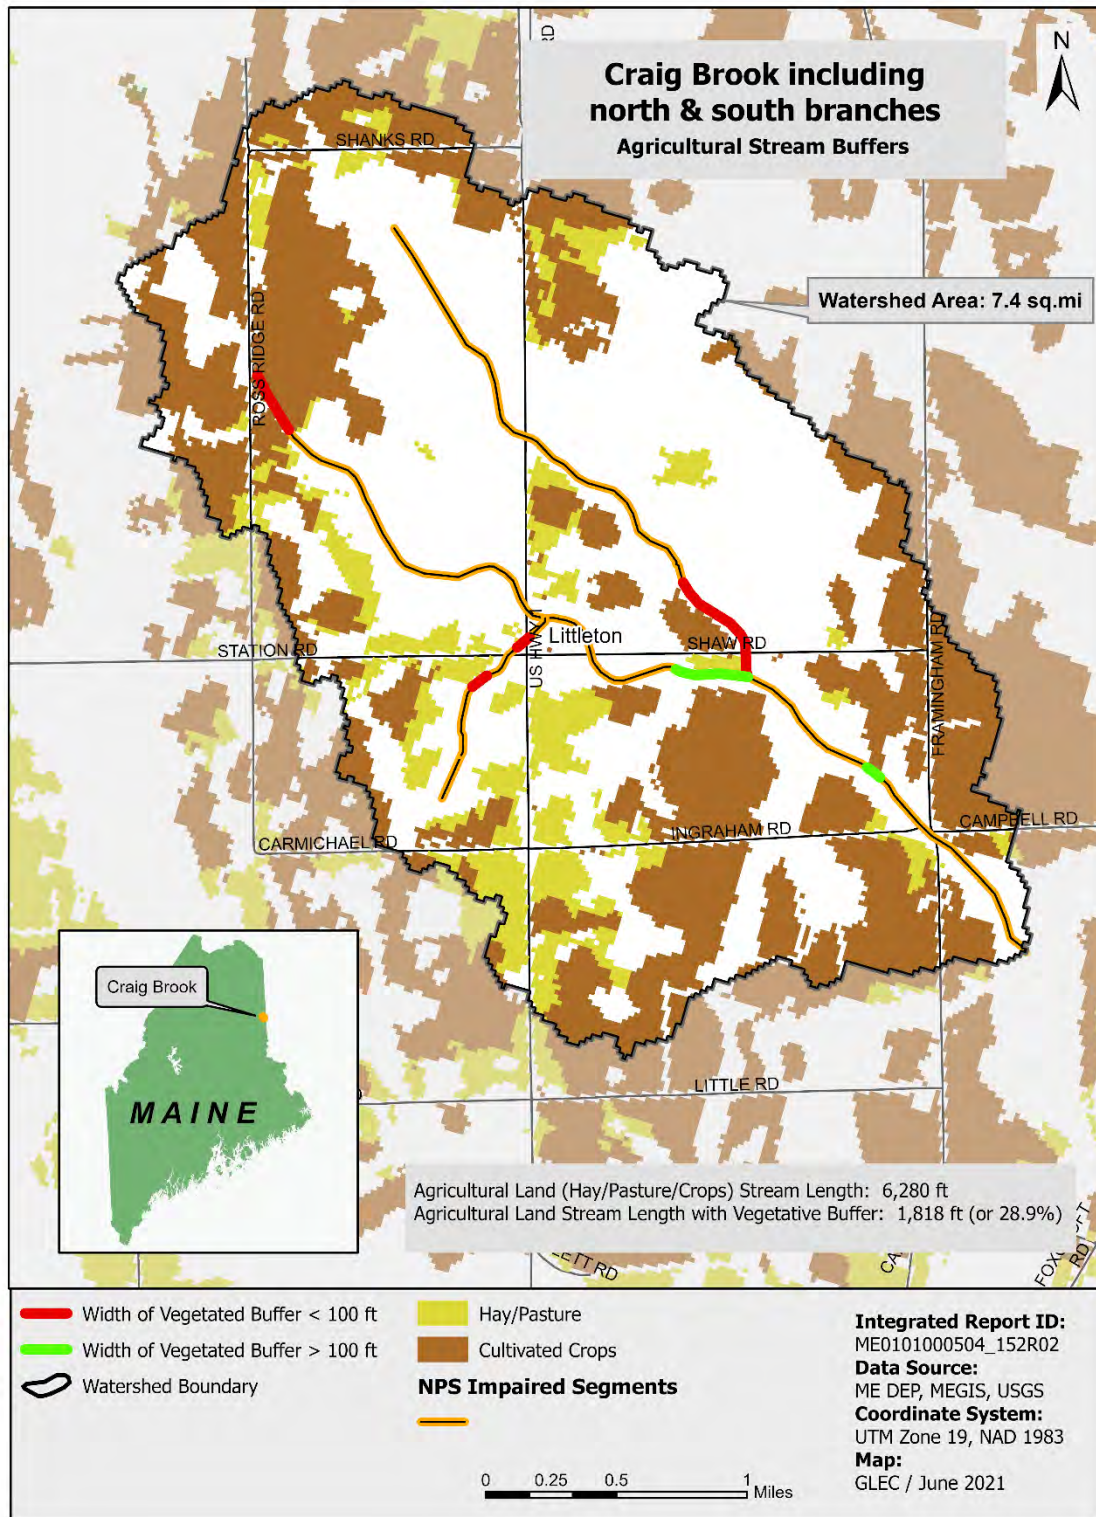 Craig Brook including
north & south branches
Agricultural Stream Buffers
N
RD
SHANKS RD
Watershed Area: 7.4 sq.mi
ROSS RIDGE RD
STATION RD
US HWY 1
Littleton
SHAW RD
FRAMINGHAM RD
CARMICHAEL RD
INGRAHAM RD
CAMPBELL RD
Craig Brook
MAINE
LITTLE RD
Agricultural Land (Hay/Pasture/Crops) Stream Length: 6,280 ft
Agricultural Land Stream Length with Vegetative Buffer: 1,818 ft (or 28.9%)
LETT RD
CA
RD
Width of Vegetated Buffer < 100 ft
Width of Vegetated Buffer > 100 ft
Watershed Boundary
Hay/Pasture
Cultivated Crops
NPS Impaired Segments
0 0.25 0.5 1
Miles
Integrated Report ID:
ME0101000504_152R02
Data Source:
ME DEP, MEGIS, USGS
Coordinate System:
UTM Zone 19, NAD 1983
Map:
GLEC / June 2021